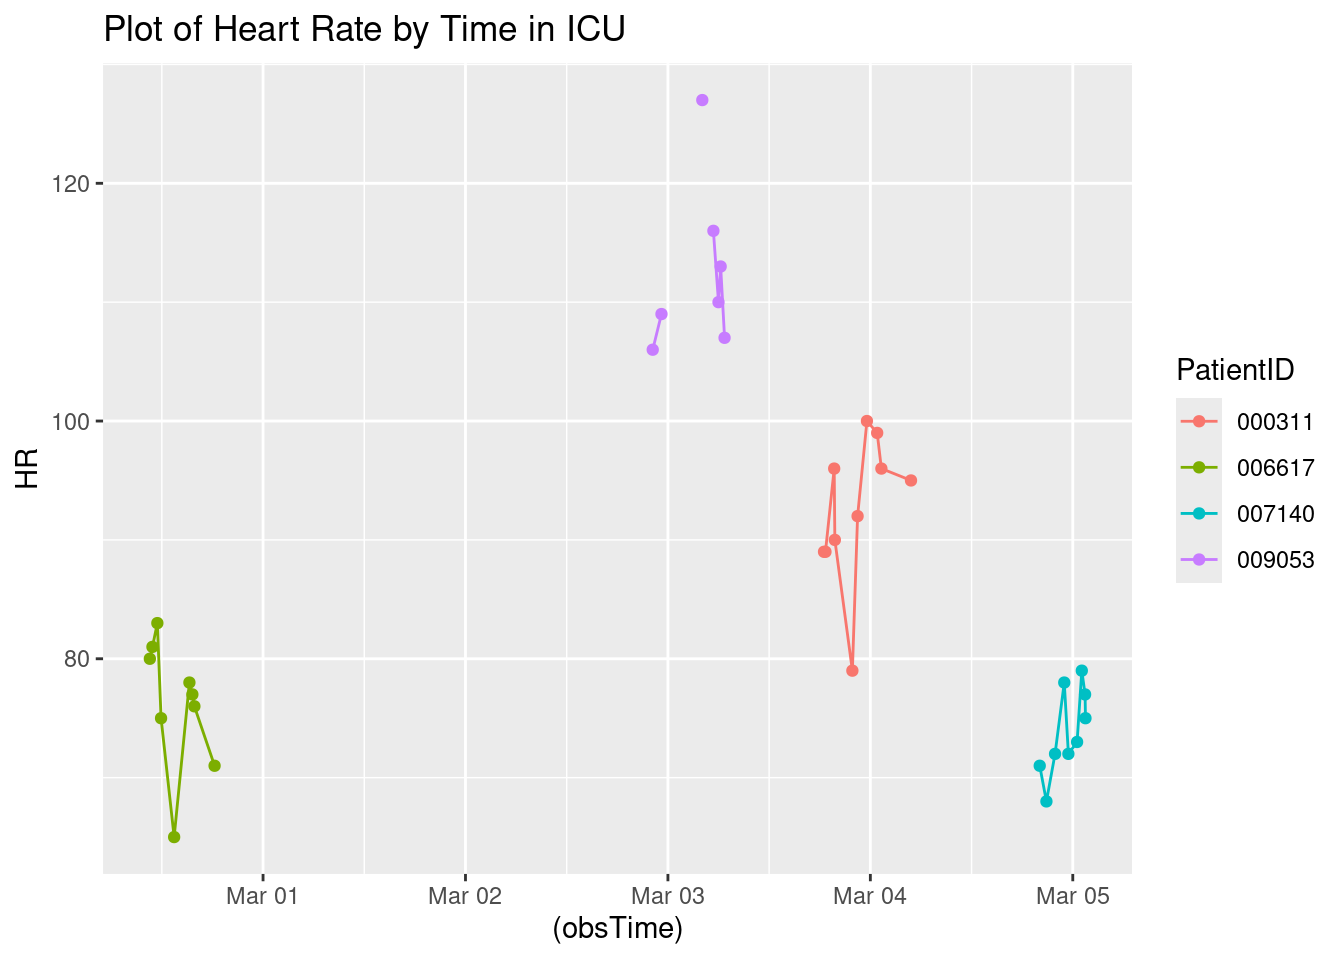 Plot of Heart Rate by Time in ICU
120
100
80
HR
Mar 01
Mar 02
Mar 03
Mar 04
Mar 05
(obsTime)
PatientID
000311
006617
007140
009053